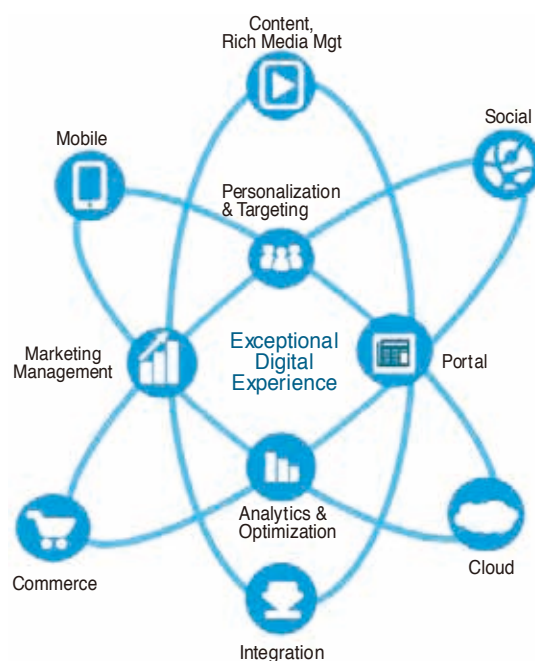 Content,
Rich Media Mgt
Mobile
Social
Personalization
& Targeting
Marketing
Management
Exceptional
Digital
Experience
Portal
Analytics &
Optimization
Commerce
Cloud
Integration